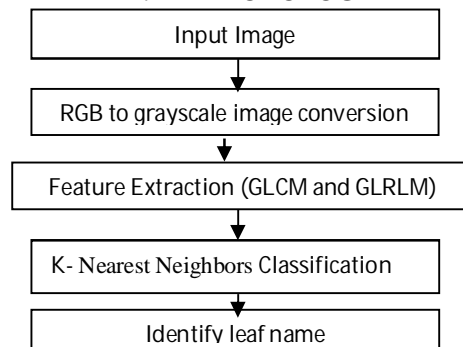 Input Image
RGB to grayscale image conversion
Feature Extraction (GLCM and GLRLM)
K- Nearest Neighbors Classification
Identify leaf name